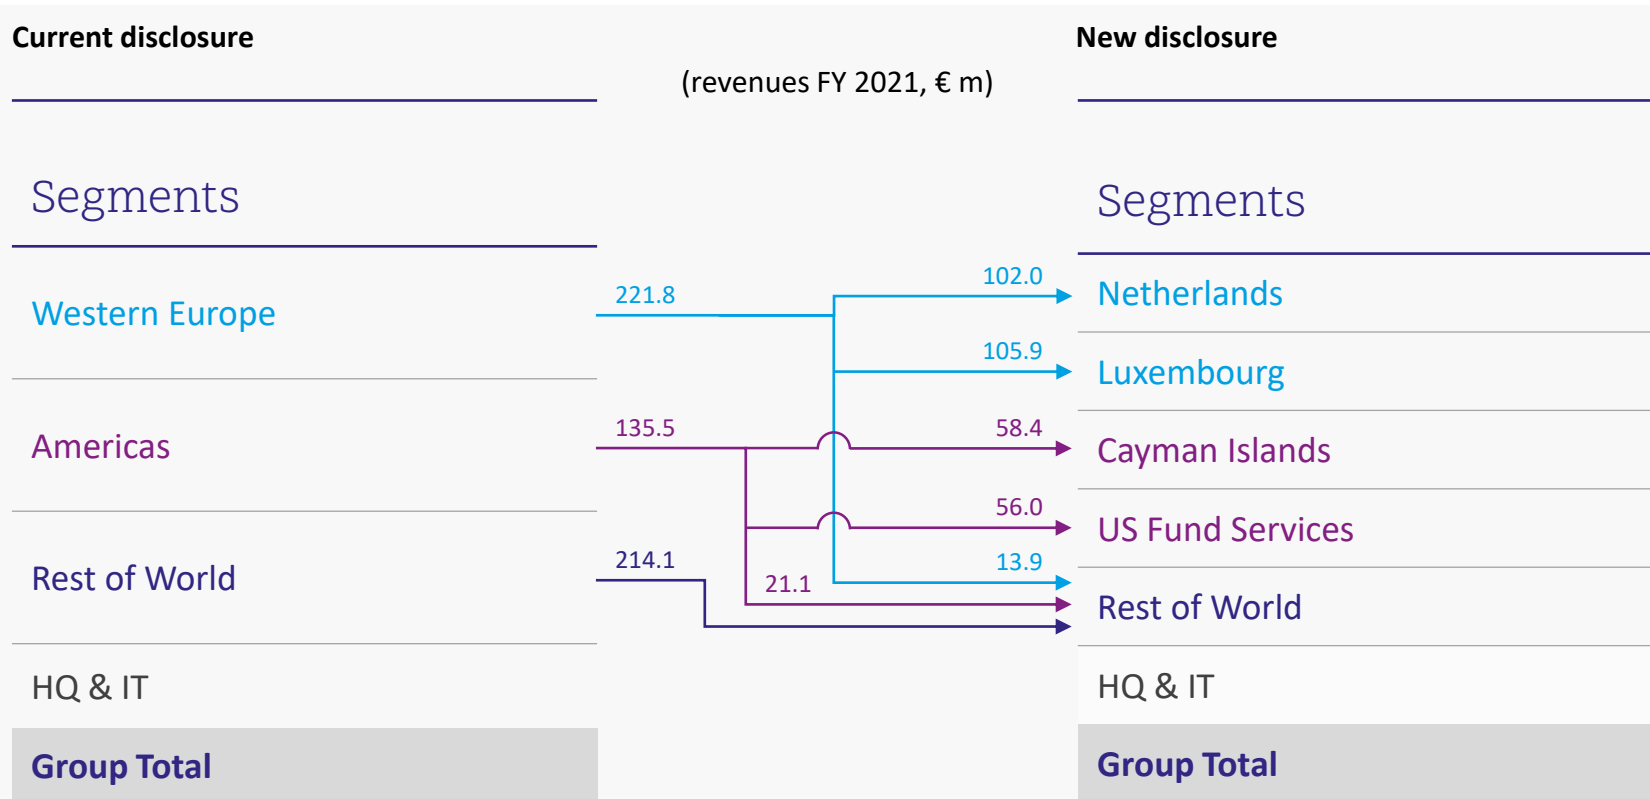 Current disclosure
New disclosure
(revenues FY 2021, € m)
Segments
Segments
Western Europe
221.8
102.0
Netherlands
105.9
Luxembourg
Americas
135.5
58.4
Cayman Islands
56.0
US Fund Services
Rest of World
214.1
21.1
13.9
Rest of World
HQ & IT
HQ & IT
Group Total
Group Total